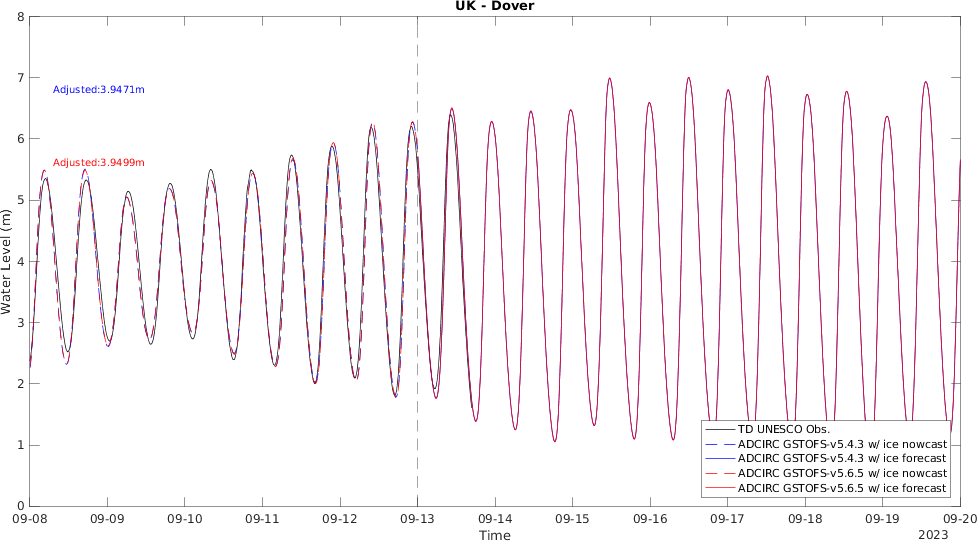 UK - Dover
8
7
6
5
4
3
2
1
0
Water Level (m)
Adjusted:3.9471m
Adjusted:3.9499m
TD UNESCO Obs.
ADCIRC GSTOFS-v5.4.3 w/ ice nowcast
ADCIRC GSTOFS-v5.4.3 w/ ice forecast
ADCIRC GSTOFS-v5.6.5 w/ ice nowcast
ADCIRC GSTOFS-v5.6.5 w/ ice forecast
09-08 09-09 09-10 09-11 09-12 09-13 09-14 09-15 09-16 09-17 09-18 09-19 09-20
Time
2023